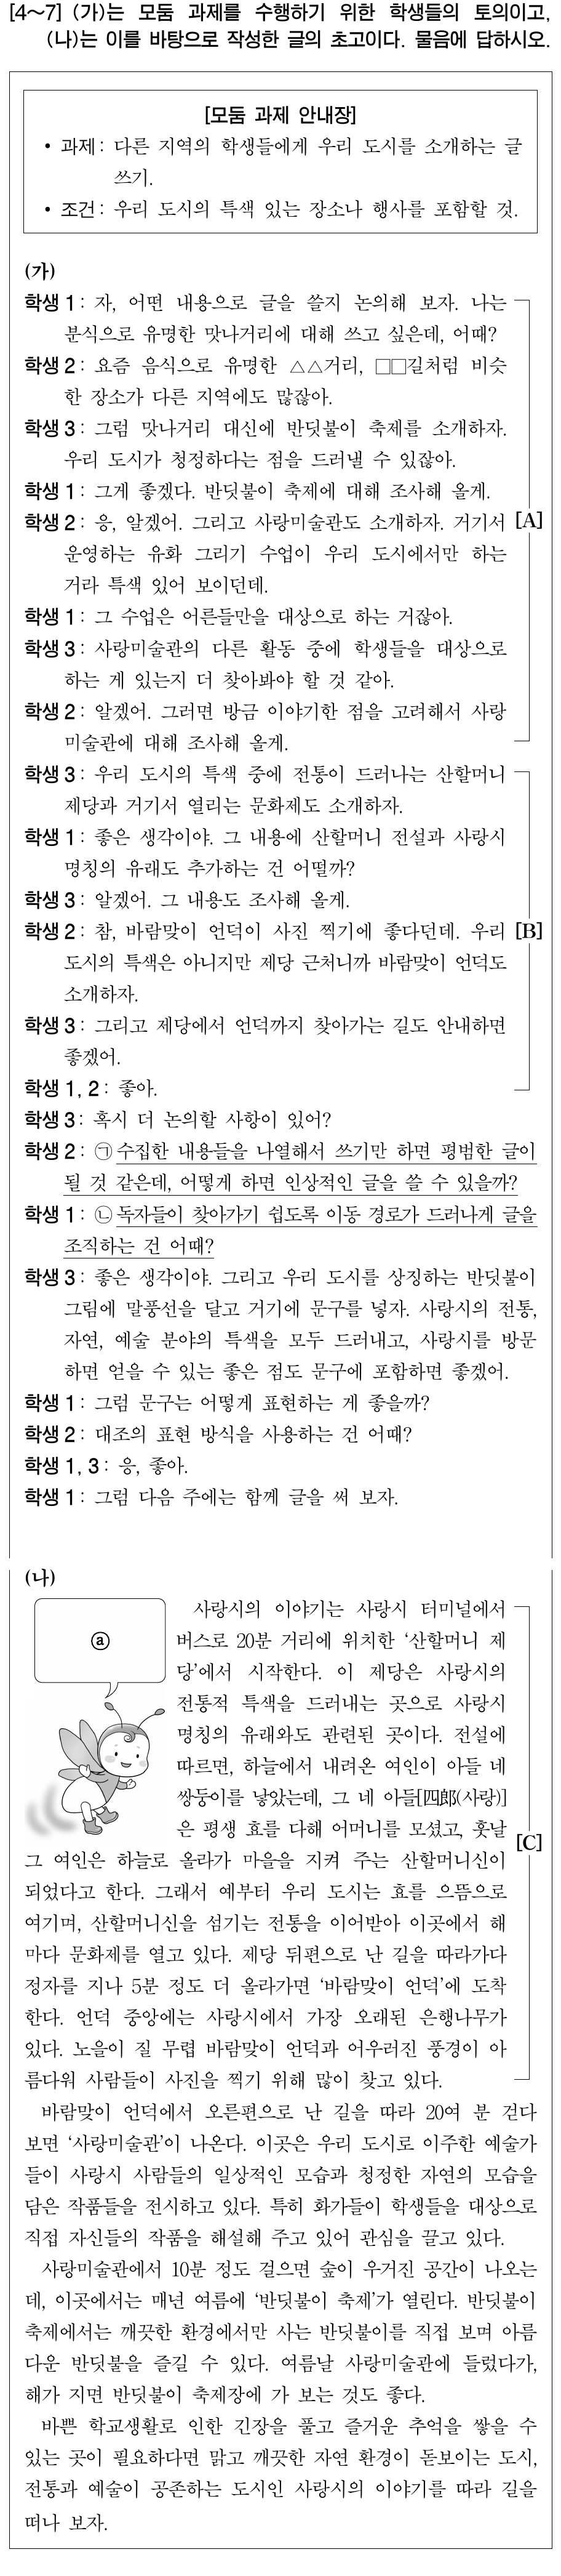 [4～7] (가)는 모둠 과제를 수행하기 위한 학생들의 토의이고,
(나)는 이를 바탕으로 작성한 글의 초고이다. 물음에 답하시오.
[모둠 과제 안내장]
• 과제: 다른 지역의 학생들에게 우리 도시를 소개하는 글
쓰기.
• 조건: 우리 도시의 특색 있는 장소나 행사를 포함할 것.
(가)
학생 1: 자, 어떤 내용으로 글을 쓸지 논의해 보자. 나는
분식으로 유명한 맛나거리에 대해 쓰고 싶은데, 어때?
학생 2: 요즘 음식으로 유명한 △△거리, □□길처럼 비슷
한 장소가 다른 지역에도 많잖아.
학생 3: 그럼 맛나거리 대신에 반딧불이 축제를 소개하자.
우리 도시가 청정하다는 점을 드러낼 수 있잖아.
학생 1: 그게 좋겠다. 반딧불이 축제에 대해 조사해 올게.
학생 2: 응, 알겠어. 그리고 사랑미술관도 소개하자. 거기서 [A]
운영하는 유화 그리기 수업이 우리 도시에서만 하는
거라 특색 있어 보이던데.
학생 1: 그 수업은 어른들만을 대상으로 하는 거잖아.
학생 3: 사랑미술관의 다른 활동 중에 학생들을 대상으로
하는 게 있는지 더 찾아봐야 할 것 같아.
학생 2: 알겠어. 그러면 방금 이야기한 점을 고려해서 사랑
미술관에 대해 조사해 올게.
학생 3: 우리 도시의 특색 중에 전통이 드러나는 산할머니
제당과 거기서 열리는 문화제도 소개하자.
학생 1: 좋은 생각이야. 그 내용에 산할머니 전설과 사랑시
명칭의 유래도 추가하는 건 어떨까?
학생 3: 알겠어. 그 내용도 조사해 올게.
학생 2: 참, 바람맞이 언덕이 사진 찍기에 좋다던데. 우리 [B]
도시의 특색은 아니지만 제당 근처니까 바람맞이 언덕도
소개하자.
학생 3: 그리고 제당에서 언덕까지 찾아가는 길도 안내하면
좋겠어.
학생 1, 2: 좋아.
학생 3: 혹시 더 논의할 사항이 있어?
학생 2: ㉠수집한 내용들을 나열해서 쓰기만 하면 평범한 글이
될 것 같은데, 어떻게 하면 인상적인 글을 쓸 수 있을까?
학생 1: ㉡독자들이 찾아가기 쉽도록 이동 경로가 드러나게 글을
조직하는 건 어때?
학생 3: 좋은 생각이야. 그리고 우리 도시를 상징하는 반딧불이
그림에 말풍선을 달고 거기에 문구를 넣자. 사랑시의 전통,
자연, 예술 분야의 특색을 모두 드러내고, 사랑시를 방문
하면 얻을 수 있는 좋은 점도 문구에 포함하면 좋겠어.
학생 1: 그럼 문구는 어떻게 표현하는 게 좋을까?
학생 2: 대조의 표현 방식을 사용하는 건 어때?
학생 1, 3: 응, 좋아.
학생 1: 그럼 다음 주에는 함께 글을 써 보자.
(나)
ⓐ
사랑시의 이야기는 사랑시 터미널에서
버스로 20분 거리에 위치한 ‘산할머니 제
당’에서 시작한다. 이 제당은 사랑시의
전통적 특색을 드러내는 곳으로 사랑시
명칭의 유래와도 관련된 곳이다. 전설에
따르면, 하늘에서 내려온 여인이 아들 네
쌍둥이를 낳았는데, 그 네 아들[四郎(사랑)]
은 평생 효를 다해 어머니를 모셨고, 훗날 [C]
그 여인은 하늘로 올라가 마을을 지켜 주는 산할머니신이
되었다고 한다. 그래서 예부터 우리 도시는 효를 으뜸으로
여기며, 산할머니신을 섬기는 전통을 이어받아 이곳에서 해
마다 문화제를 열고 있다. 제당 뒤편으로 난 길을 따라가다
정자를 지나 5분 정도 더 올라가면 ‘바람맞이 언덕’에 도착
한다. 언덕 중앙에는 사랑시에서 가장 오래된 은행나무가
있다. 노을이 질 무렵 바람맞이 언덕과 어우러진 풍경이 아
름다워 사람들이 사진을 찍기 위해 많이 찾고 있다.
바람맞이 언덕에서 오른편으로 난 길을 따라 20여 분 걷다
보면 ‘사랑미술관’이 나온다. 이곳은 우리 도시로 이주한 예술가
들이 사랑시 사람들의 일상적인 모습과 청정한 자연의 모습을
담은 작품들을 전시하고 있다. 특히 화가들이 학생들을 대상으로
직접 자신들의 작품을 해설해 주고 있어 관심을 끌고 있다.
사랑미술관에서 10분 정도 걸으면 숲이 우거진 공간이 나오는
데, 이곳에서는 매년 여름에 ‘반딧불이 축제’가 열린다. 반딧불이
축제에서는 깨끗한 환경에서만 사는 반딧불이를 직접 보며 아름
다운 반딧불을 즐길 수 있다. 여름날 사랑미술관에 들렀다가,
해가 지면 반딧불이 축제장에 가 보는 것도 좋다.
바쁜 학교생활로 인한 긴장을 풀고 즐거운 추억을 쌓을 수
있는 곳이 필요하다면 맑고 깨끗한 자연 환경이 돋보이는 도시,
전통과 예술이 공존하는 도시인 사랑시의 이야기를 따라 길을
떠나 보자.